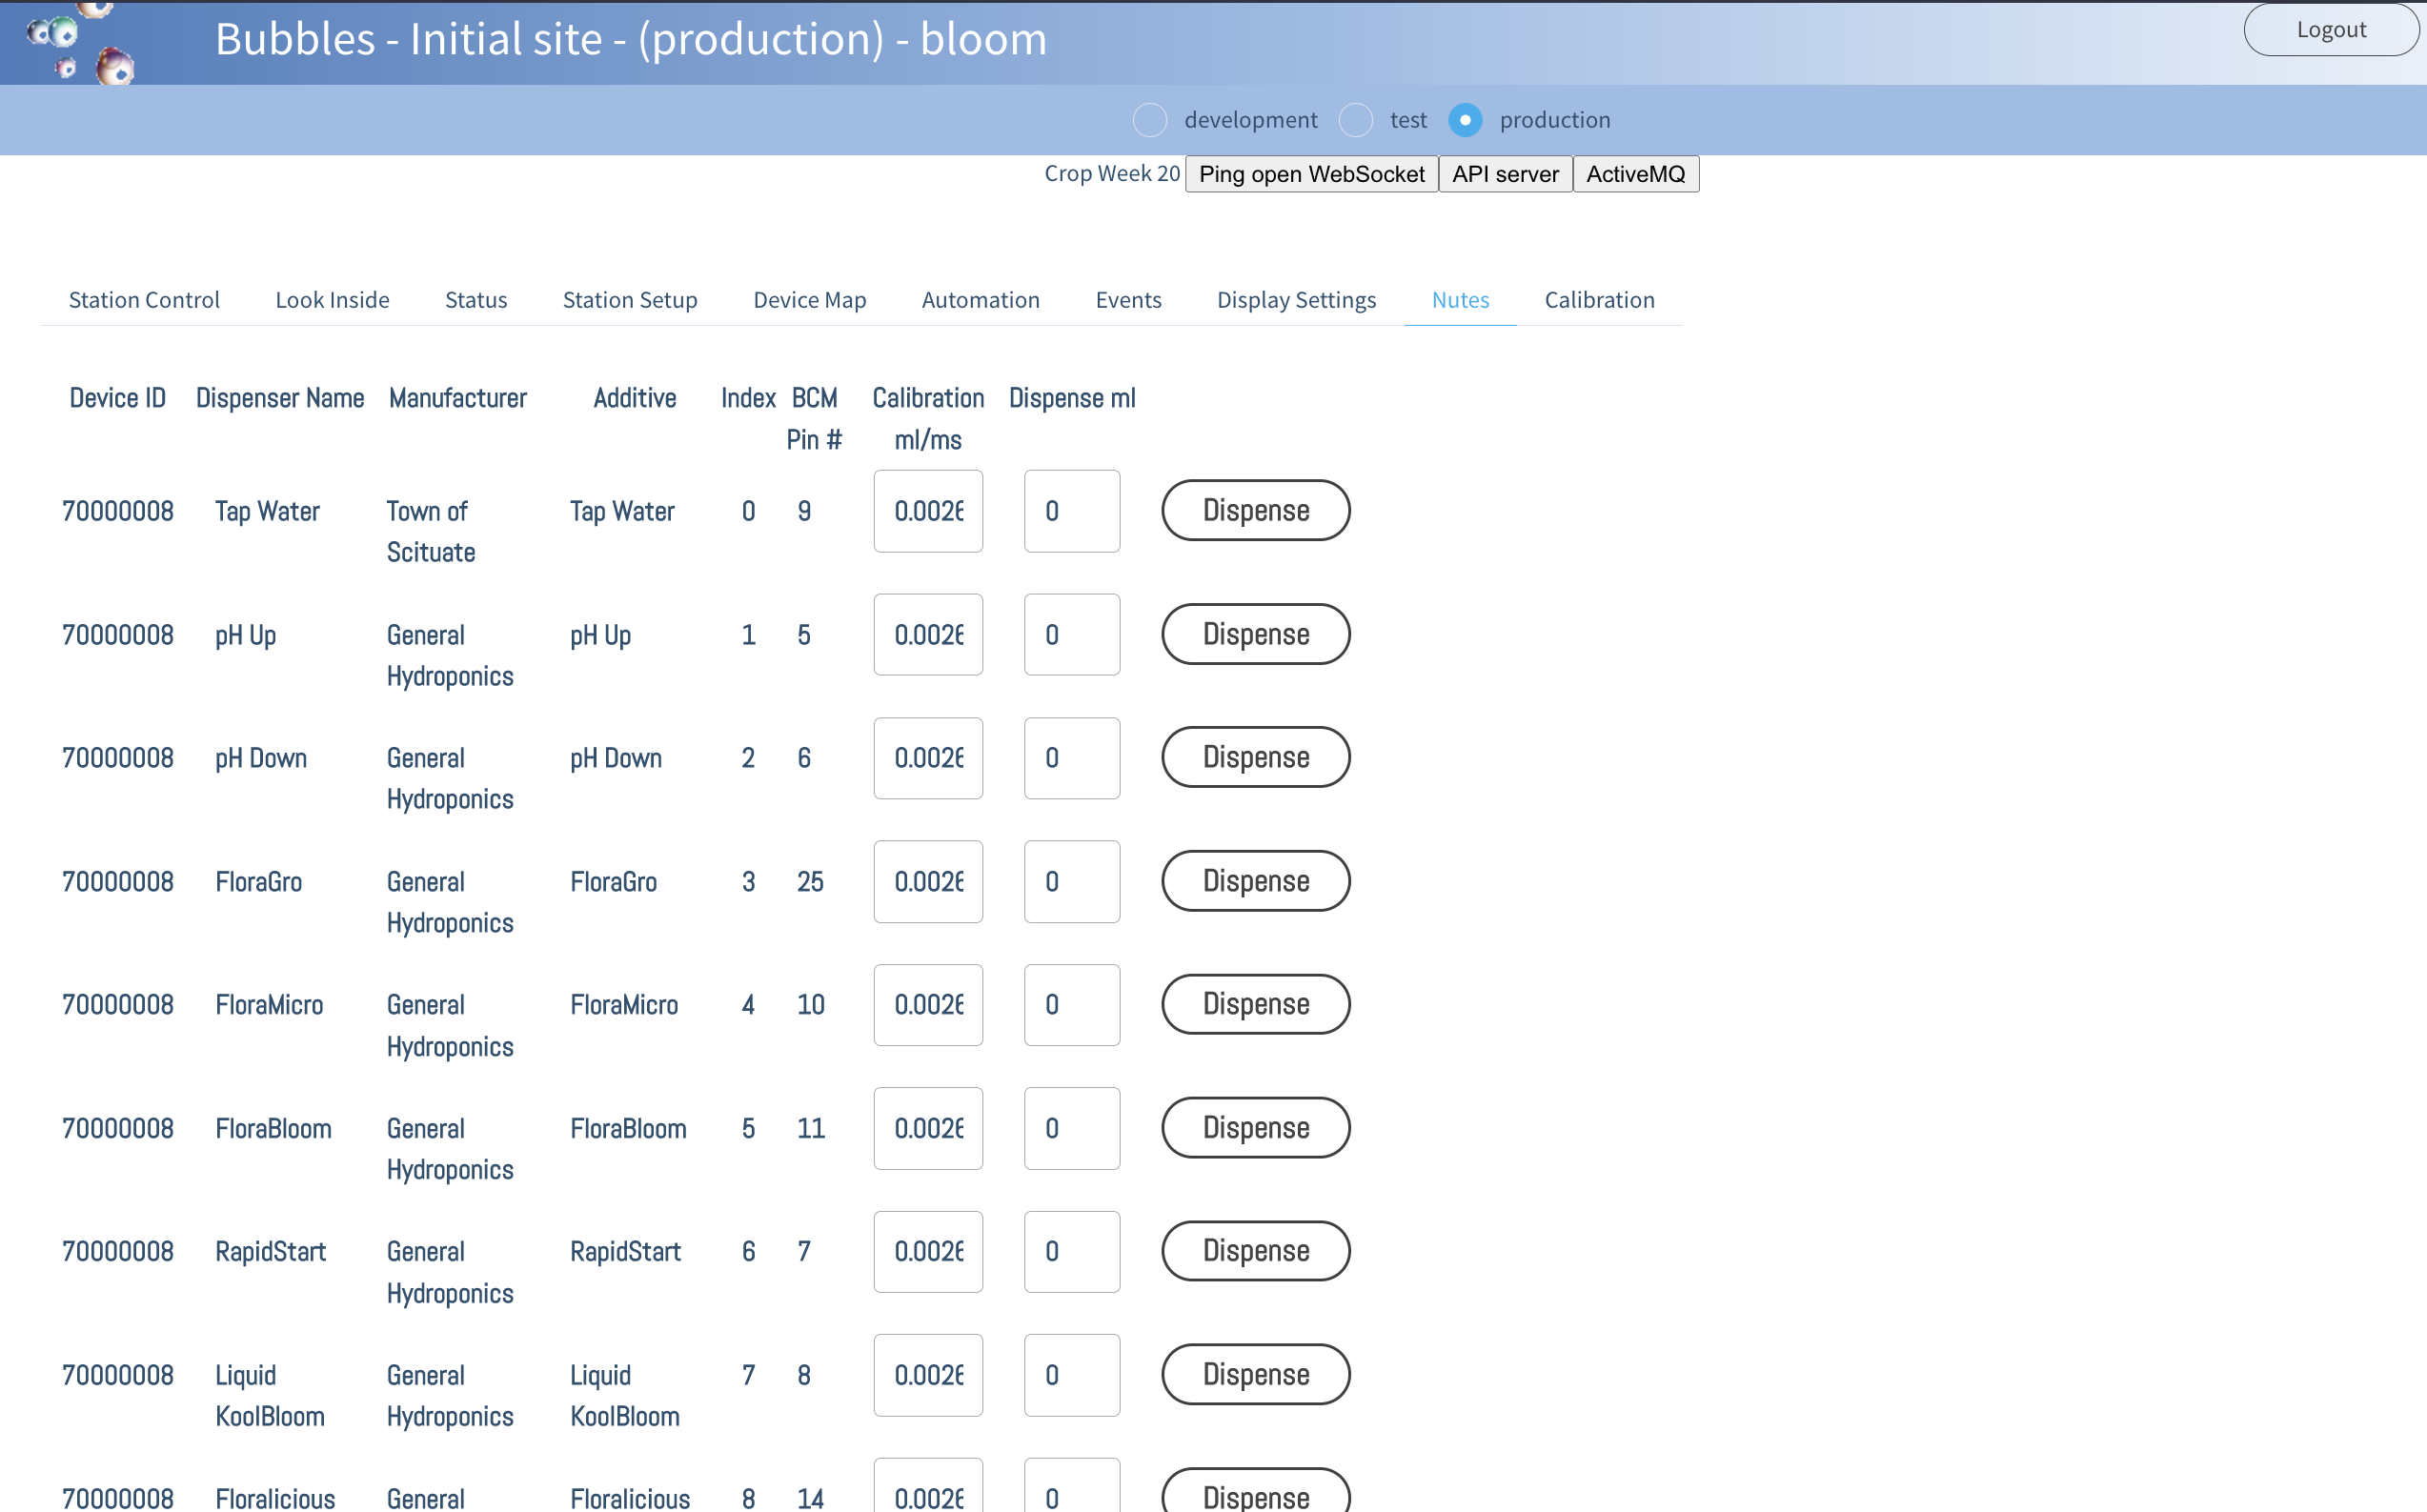 Bubbles - Initial site - (production) - bloom
Logout
development test production
Crop Week 20 Ping open WebSocket API server ActiveMQ
Station Control Look Inside Status Station Setup Device Map Automation Events Display Settings Nutes Calibration
Device ID Dispenser Name Manufacturer Additive Index BCM Calibration Dispense ml
Pin # ml/ms
70000008 Tap Water Town of Tap Water 0 9 0.0026 0 Dispense
Scituate
70000008 pH Up General pH Up 1 5 0.0026 0 Dispense
Hydroponics
70000008 pH Down General pH Down 2 6 0.0026 0 Dispense
Hydroponics
70000008 FloraGro General FloraGro 3 25 0.0026 0 Dispense
Hydroponics
70000008 FloraMicro General FloraMicro 4 10 0.0026 0 Dispense
Hydroponics
70000008 FloraBloom General FloraBloom 5 11 0.0026 0 Dispense
Hydroponics
70000008 RapidStart General RapidStart 6 7 0.0026 0 Dispense
Hydroponics
70000008 Liquid General Liquid 7 8 0.0026 0 Dispense
KoolBloom Hydroponics KoolBloom
70000008 Floralicious General Floralicious 8 14 0.0026 0 Dispense